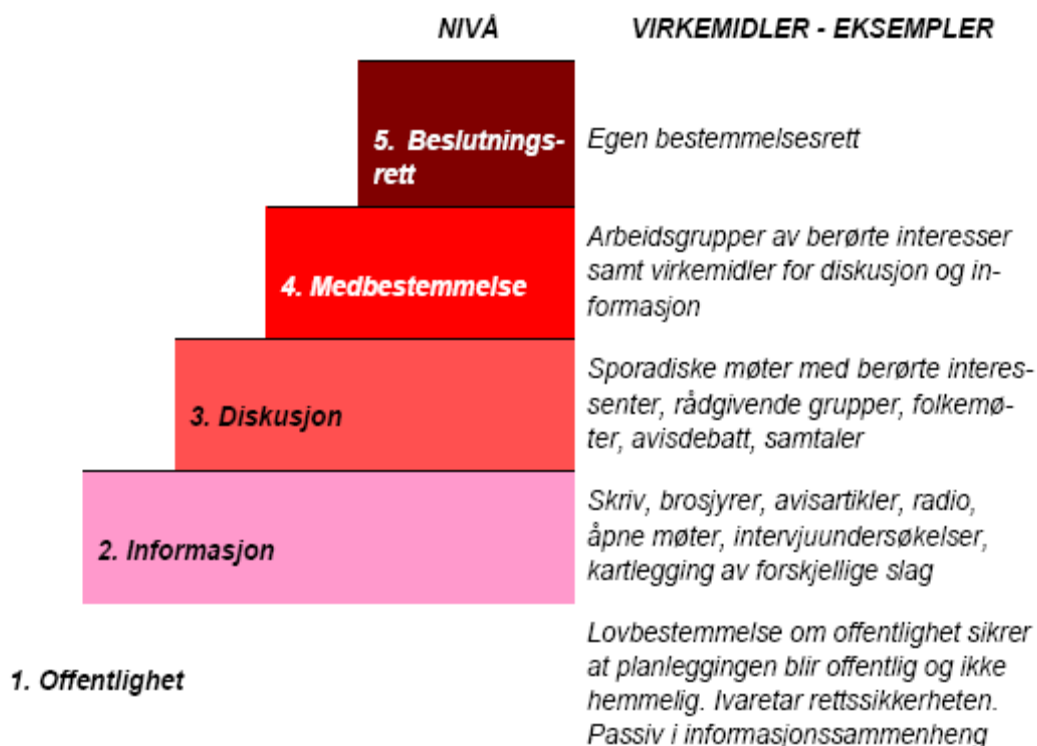 NIVÅ
VIRKEMIDLER - EKSEMPLER
5. Beslutnings-
rett
Egen bestemmelsesrett
4. Medbestemmelse
Arbeidsgrupper av berørte interesser
samt virkemidler for diskusjon og in-
formasjon
3. Diskusjon
Sporadiske møter med berørte interes-
senter, rådgivende grupper, folkemø-
ter, avisdebatt, samtaler
2. Informasjon
Skriv, brosjyrer, avisartikler, radio,
åpne møter, intervjuundersøkelser,
kartlegging av forskjellige slag
1. Offentlighet
Lovbestemmelse om offentlighet sikrer
at planleggingen blir offentlig og ikke
hemmelig. Ivaretar rettssikkerheten.
Passiv i informasjonssammenheng